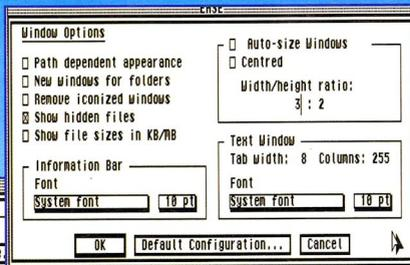 EASE
Window Options
Path dependent appearance
New windows for folders
Remove iconized windows
Show hidden files
Show file sizes in KB/MB
Auto-size Windows
Centred
Width/height ratio:
3 : 2
Information Bar
Font
System font
10 pt
Text Window
Tab width: 8 Columns: 255
Font
System font
10 pt
OK
Default Configuration...
Cancel